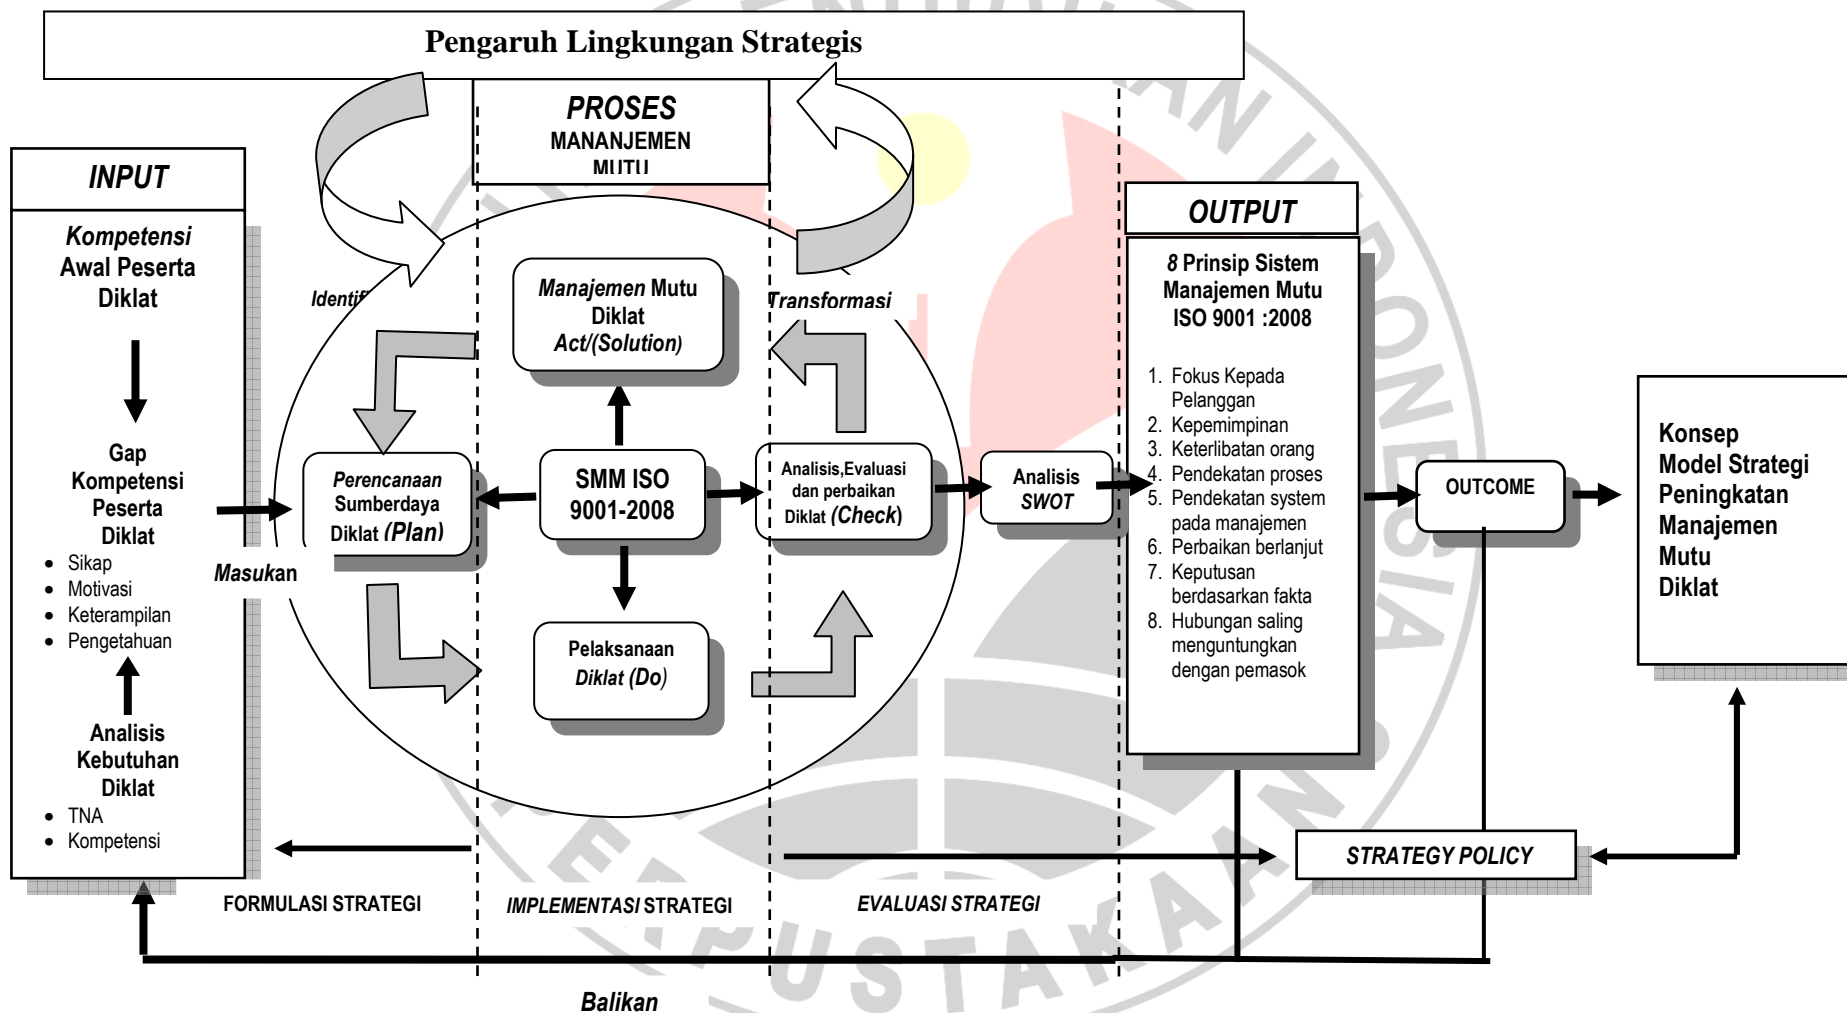 Pengaruh Lingkungan Strategis
PROSES
MANANJEMEN
MUTU
INPUT
Kompetensi
Awal Peserta
Diklat
Gap
Kompetensi
Peserta
Diklat
• Sikap
• Motivasi
• Keterampilan
• Pengetahuan
Analisis
Kebutuhan
Diklat
• TNA
• Kompetensi
Masukan
Identifi
Transformasi
Manajemen Mutu
Diklat
Act/(Solution)
Perencanaan
Sumberdaya
Diklat (Plan)
SMM ISO
9001-2008
Analisis,Evaluasi
dan perbaikan
Diklat (Check)
Pelaksanaan
Diklat (Do)
Analisis
SWOT
OUTPUT
8 Prinsip Sistem
Manajemen Mutu
ISO 9001 :2008
1. Fokus Kepada
Pelanggan
2. Kepemimpinan
3. Keterlibatan orang
4. Pendekatan proses
5. Pendekatan system
pada manajemen
6. Perbaikan berlanjut
7. Keputusan
berdasarkan fakta
8. Hubungan saling
menguntungkan
dengan pemasok
OUTCOME
Konsep
Model Strategi
Peningkatan
Manajemen
Mutu
Diklat
STRATEGY POLICY
FORMULASI STRATEGI
IMPLEMENTASI STRATEGI
EVALUASI STRATEGI
Balikan
INDONESIA
PERPUSTAKAAN